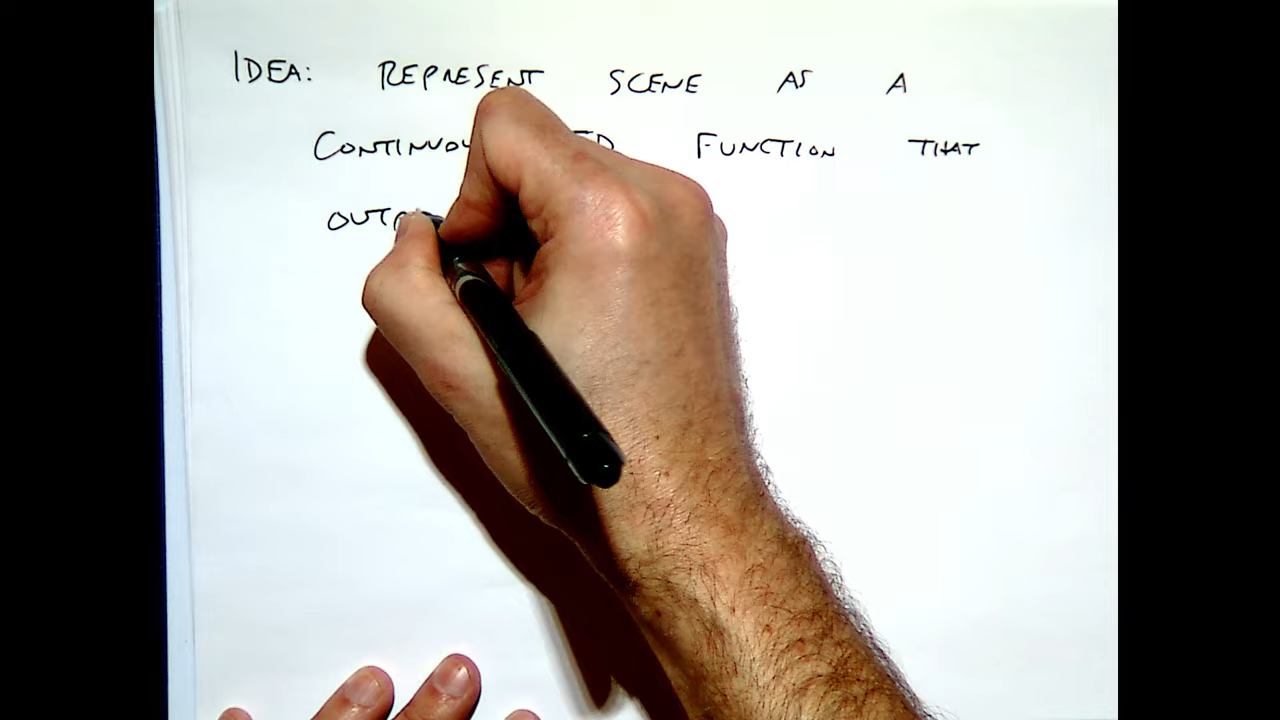 IDEA: REPRESENT SCENE AS A
FUNCTION THAT